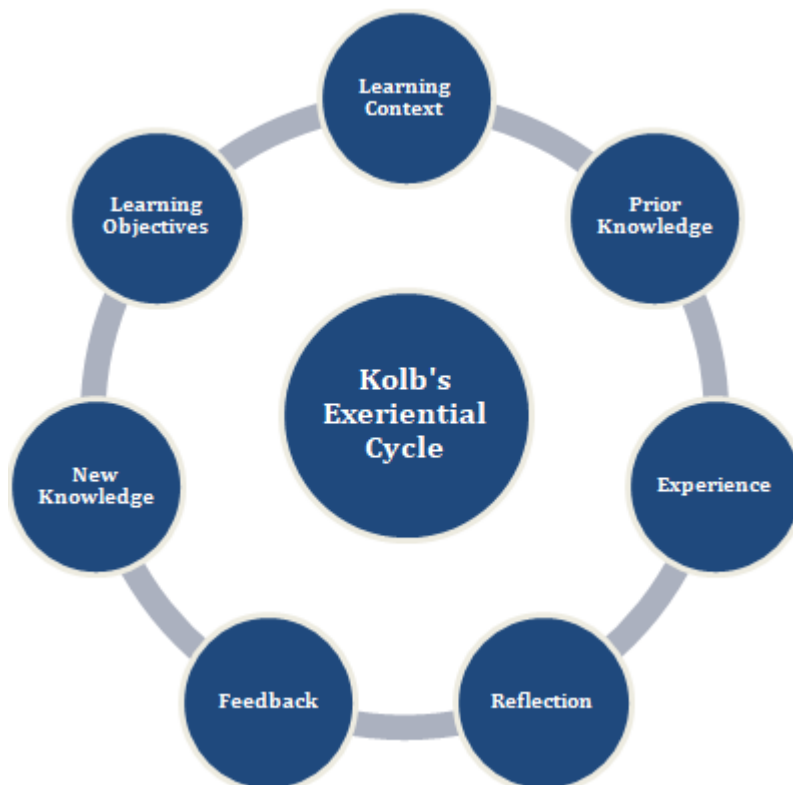 Learning
Context
Prior
Knowledge
Experience
Reflection
Feedback
New
Knowledge
Learning
Objectives
Kolb's
Exeriential
Cycle